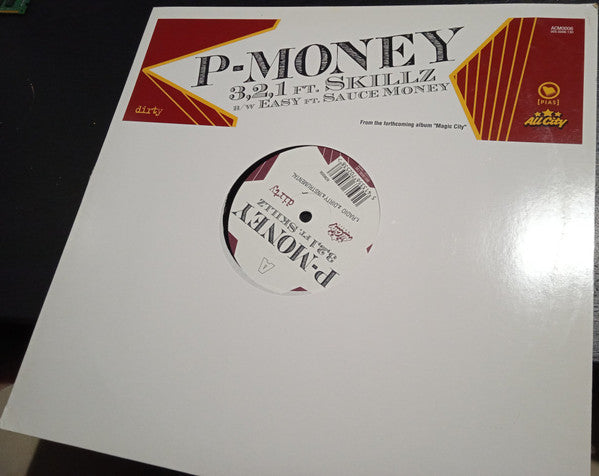 P-MONEY
3,2,1 FT. SKILLZ
B/W EASY FT. SAUCE MONEY
dirty
From the forthcoming album "Magic City"
ACM0006
[PIAS]
All City
A
P-MONEY
3,2,1 FT. SKILLZ
dirty